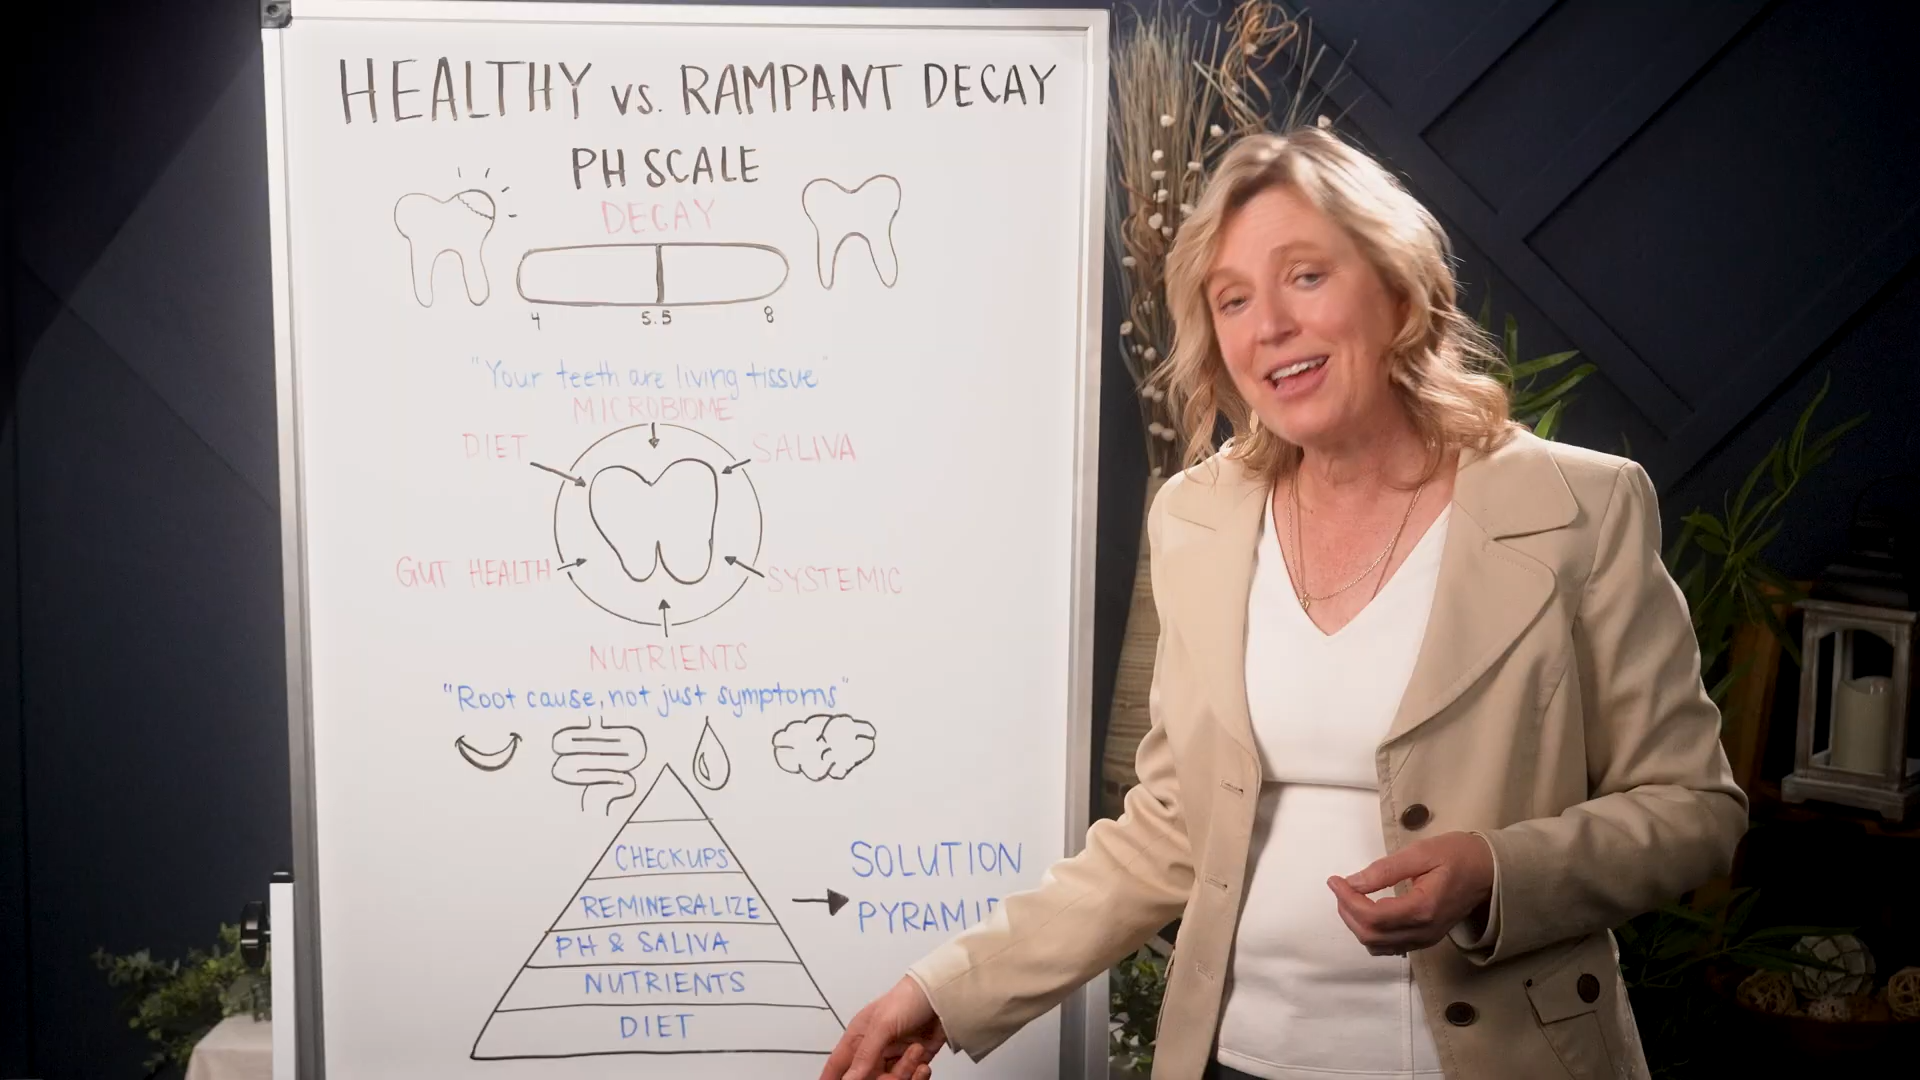 HEALTHY vs. RAMPANT DECAY
PH SCALE
DECAY
4 5.5 8
"Your teeth are living tissue"
MICROBIOME
DIET SALIVA
GUT HEALTH SYSTEMIC
NUTRIENTS
"Root cause, not just symptoms"
CHECKUPS
REMINERALIZE
PH & SALIVA
NUTRIENTS
DIET
SOLUTION
PYRAMID